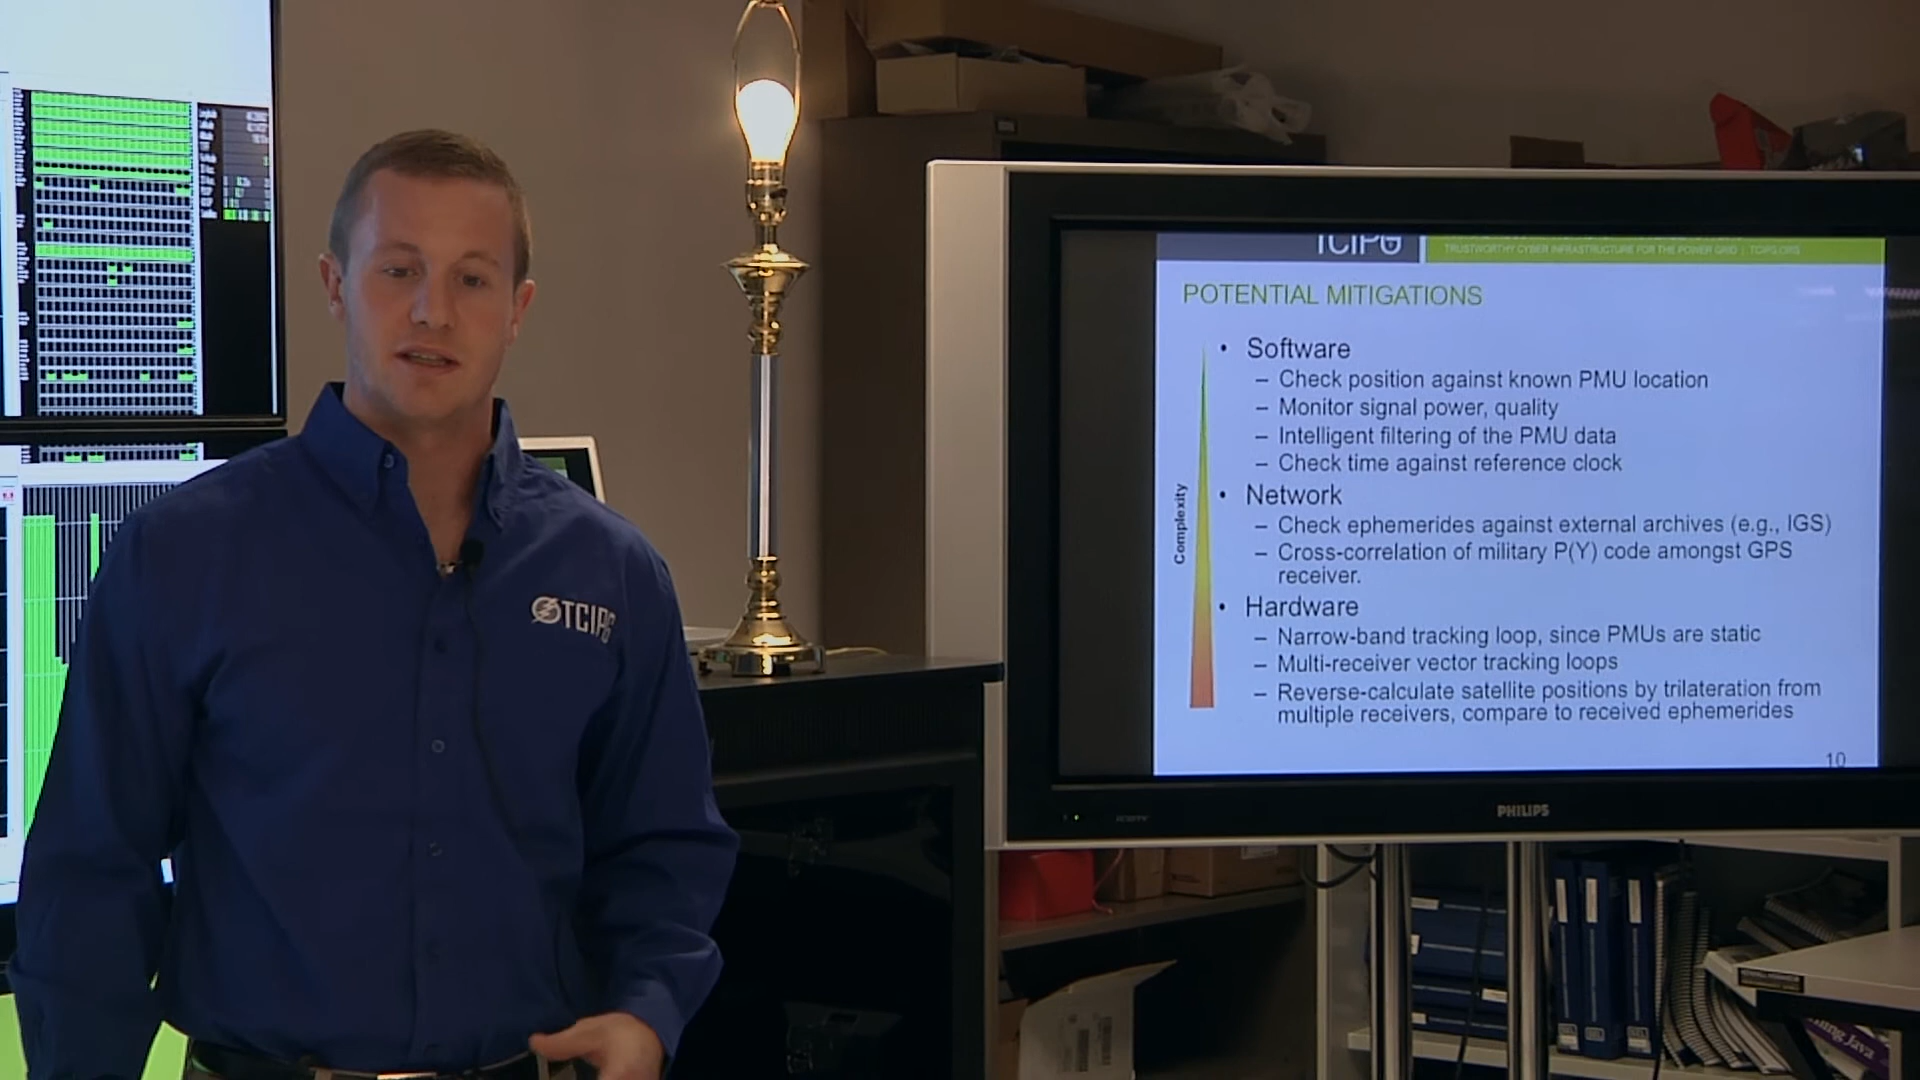 TCIPG
TRUSTWORTHY CYBER INFRASTRUCTURE FOR THE POWER GRID | TCIPG.ORG
POTENTIAL MITIGATIONS
• Software
– Check position against known PMU location
– Monitor signal power, quality
– Intelligent filtering of the PMU data
– Check time against reference clock
• Network
– Check ephemerides against external archives (e.g., IGS)
– Cross-correlation of military P(Y) code amongst GPS
receiver.
• Hardware
– Narrow-band tracking loop, since PMUs are static
– Multi-receiver vector tracking loops
– Reverse-calculate satellite positions by trilateration from
multiple receivers, compare to received ephemerides
Complexity
10
PHILIPS
TCIPG
Java